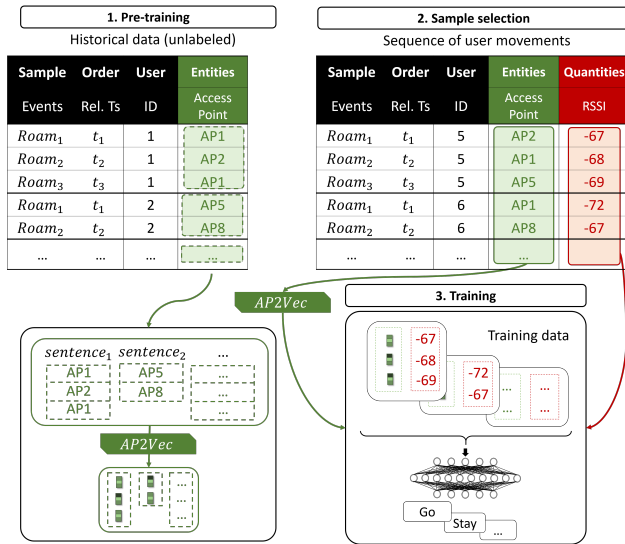 1. Pre-training
Historical data (unlabeled)
Sample Order User Entities
Events Rel. Ts ID Access Point
Roam₁ t₁ 1 AP1
Roam₂ t₂ 1 AP2
Roam₃ t₃ 1 AP1
Roam₁ t₁ 2 AP5
Roam₂ t₂ 2 AP8
... ... ... ...
2. Sample selection
Sequence of user movements
Sample Order User Entities Quantities
Events Rel. Ts ID Access Point RSSI
Roam₁ t₁ 5 AP2 -67
Roam₂ t₂ 5 AP1 -68
Roam₃ t₃ 5 AP5 -69
Roam₁ t₁ 6 AP1 -72
Roam₂ t₂ 6 AP8 -67
... ... ... ...
AP2Vec
sentence₁ sentence₂ ...
AP1 AP5 ...
AP2 AP8 ...
AP1 ...
AP2Vec
...
...
...
3. Training
Training data
-67
-68
-69
-72
-67
... ...
... ...
Go
Stay
...